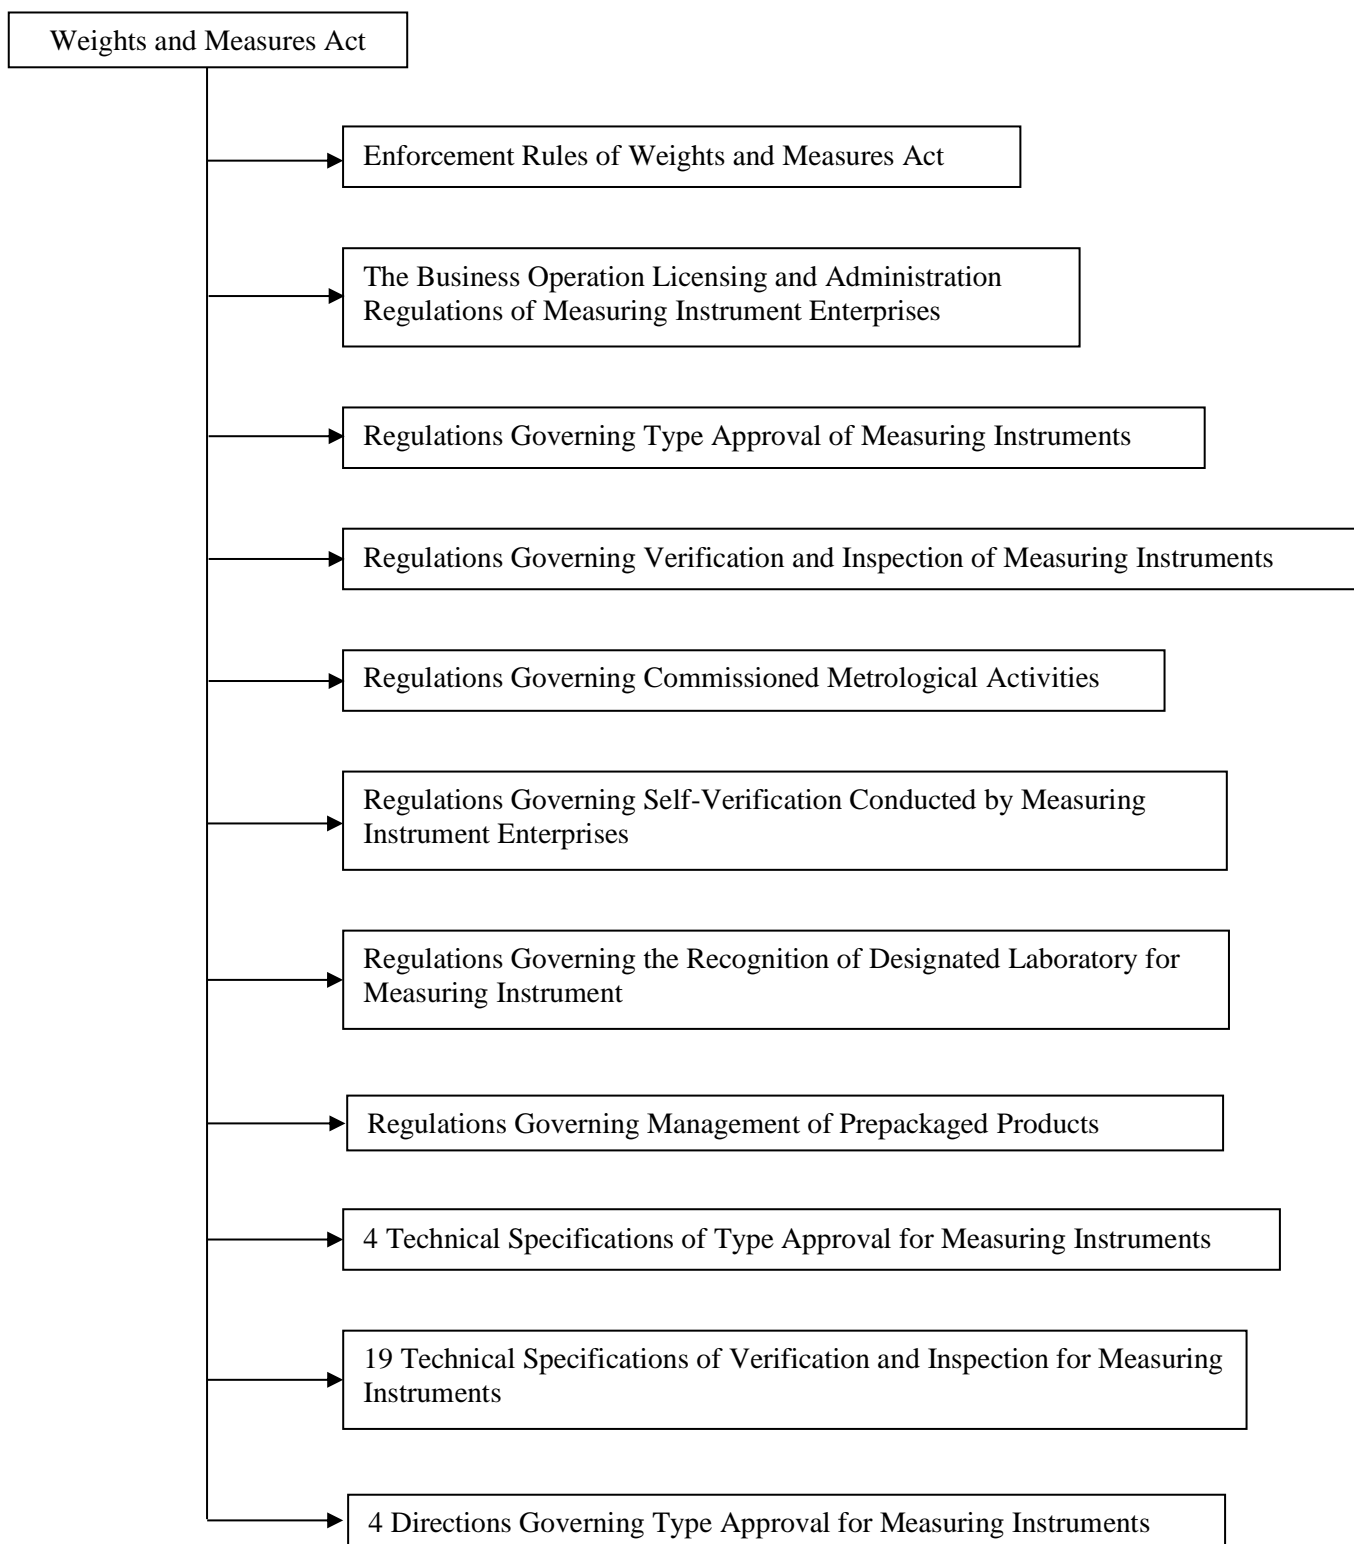 Weights and Measures Act
Enforcement Rules of Weights and Measures Act
The Business Operation Licensing and Administration
Regulations of Measuring Instrument Enterprises
Regulations Governing Type Approval of Measuring Instruments
Regulations Governing Verification and Inspection of Measuring Instruments
Regulations Governing Commissioned Metrological Activities
Regulations Governing Self-Verification Conducted by Measuring
Instrument Enterprises
Regulations Governing the Recognition of Designated Laboratory for
Measuring Instrument
Regulations Governing Management of Prepackaged Products
4 Technical Specifications of Type Approval for Measuring Instruments
19 Technical Specifications of Verification and Inspection for Measuring
Instruments
4 Directions Governing Type Approval for Measuring Instruments